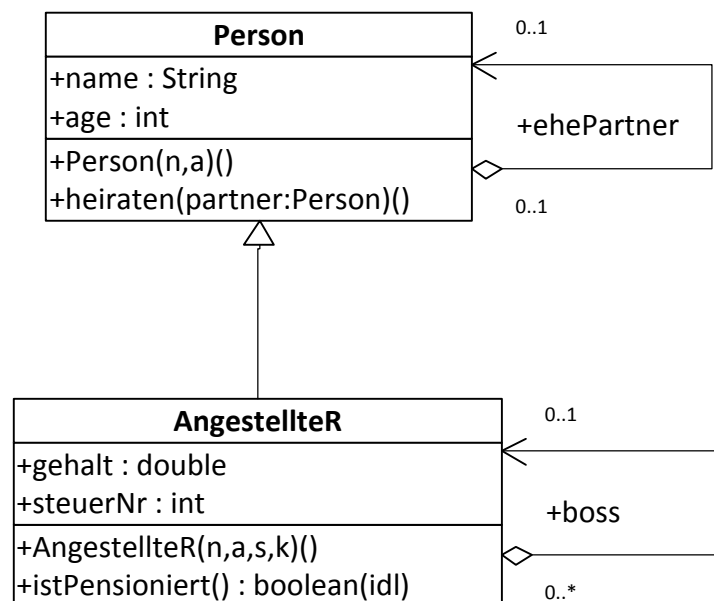 Person
+name : String
+age : int
+Person(n,a)()
+heiraten(partner:Person)()
0..1
+ehePartner
0..1
AngestellteR
+gehalt : double
+steuerNr : int
+AngestellteR(n,a,s,k)()
+istPensioniert() : boolean(idl)
0..1
+boss
0..*